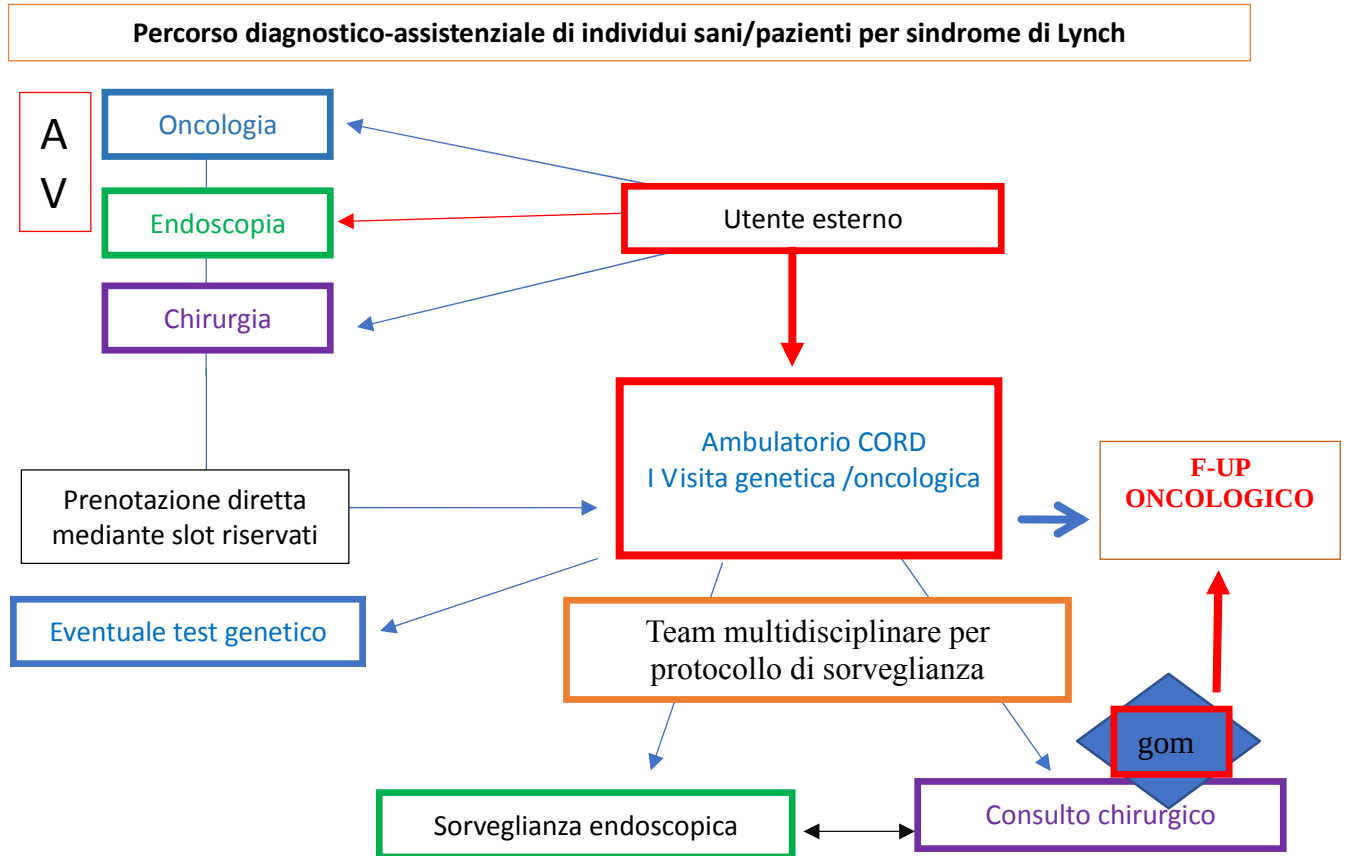 Percorso diagnostico-assistenziale di individui sani/pazienti per sindrome di Lynch
A
V
Oncologia
Endoscopia
Chirurgia
Utente esterno
Ambulatorio CORD
I Visita genetica /oncologica
F-UP
ONCOLOGICO
Prenotazione diretta
mediante slot riservati
Eventuale test genetico
Team multidisciplinare per
protocollo di sorveglianza
gom
Sorveglianza endoscopica
Consulto chirurgico